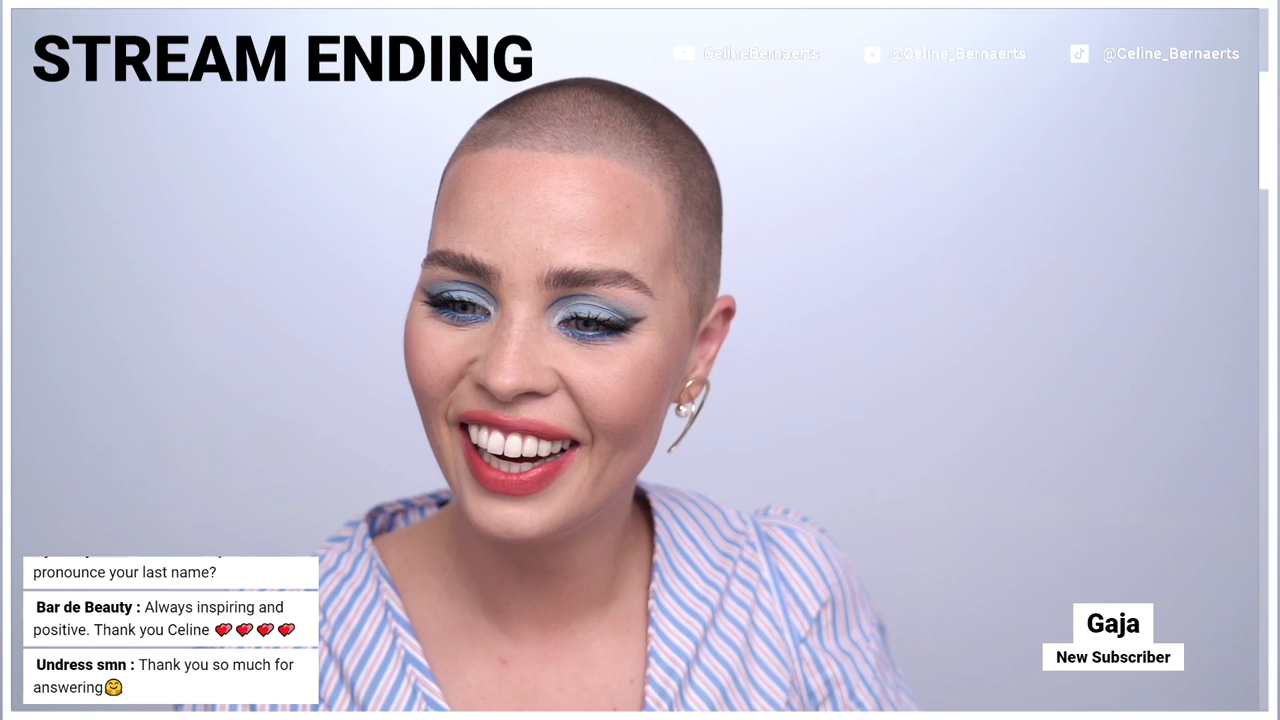 STREAM ENDING
CelineBernaerts
@Celine_Bernaerts
@Celine_Bernaerts
pronounce your last name?
Bar de Beauty : Always inspiring and
positive. Thank you Celine 💕 💕 💕 💕
Undress smn : Thank you so much for
answering🤗
Gaja
New Subscriber